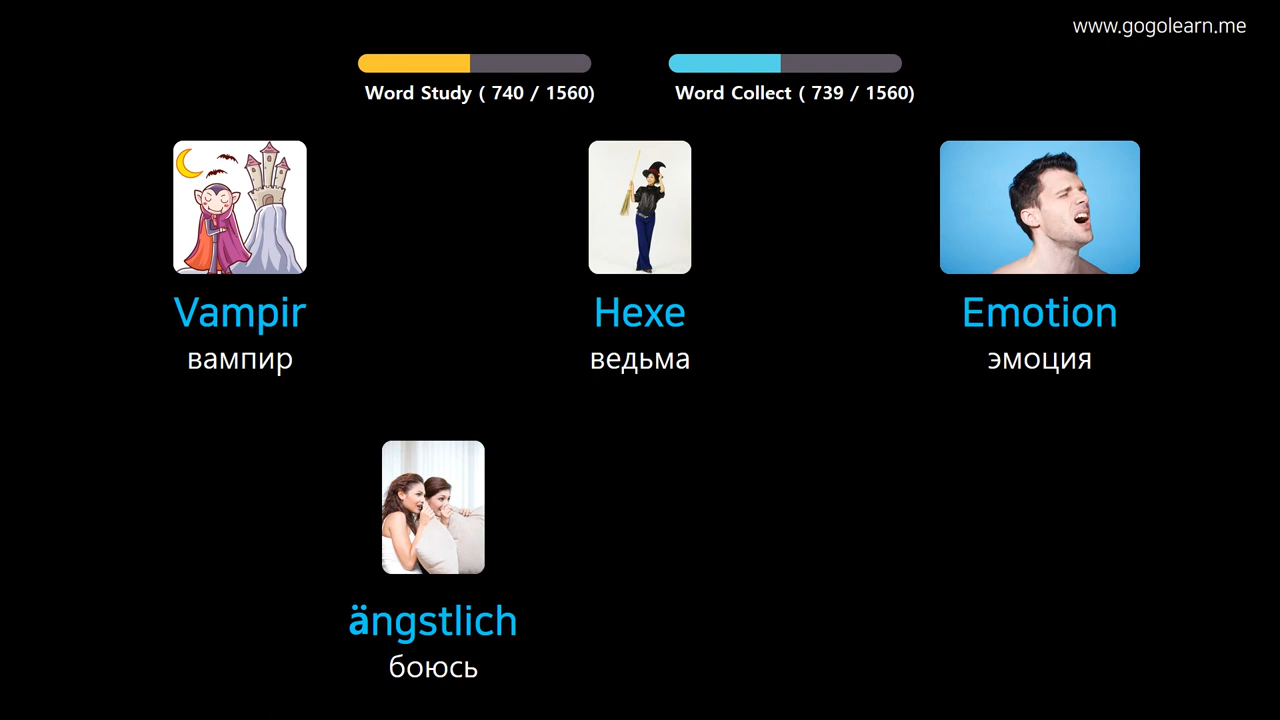 www.gogolearn.me
Word Study ( 740 / 1560)
Word Collect ( 739 / 1560)
Vampir
вампир
Hexe
ведьма
Emotion
эмоция
ängstlich
боюсь